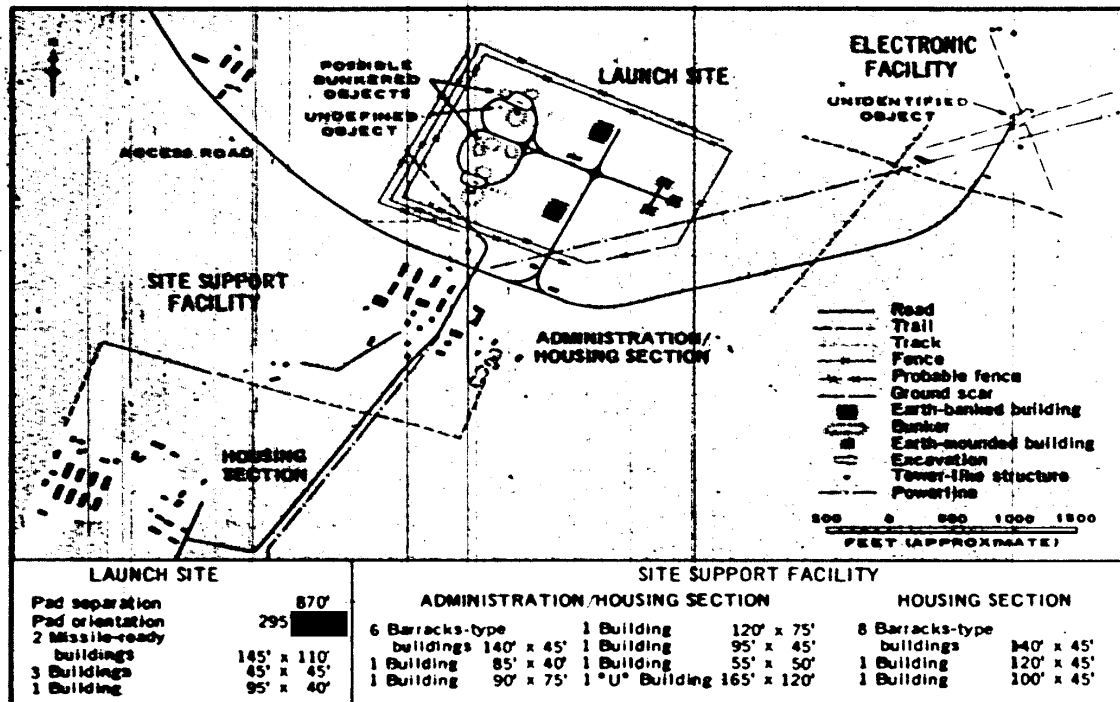 POSSIBLE
BUNKERED
OBJECTS
UNDEFINED
OBJECT
LAUNCH SITE
ELECTRONIC
FACILITY
UNIDENTIFIED
OBJECT
ACCESS ROAD
SITE SUPPORT
FACILITY
ADMINISTRATION/
HOUSING SECTION
HOUSING
SECTION
Road
Trail
Track
Fence
Probable fence
Ground scar
Earth-banked building
Bunker
Earth-mounded building
Excavation
Tower-like structure
Powerline
500 0 500 1000 1500
FEET (APPROXIMATE)
LAUNCH SITE
Pad separation 870'
Pad orientation 295
2 Missile-ready
buildings 145' x 110'
3 Buildings 45' x 45'
1 Building 95' x 40'
SITE SUPPORT FACILITY
ADMINISTRATION/HOUSING SECTION
6 Barracks-type
buildings 140' x 45'
1 Building 85' x 40'
1 Building 90' x 75'
1 Building 120' x 75'
1 Building 95' x 45'
1 Building 55' x 50'
1 "U" Building 165' x 120'
HOUSING SECTION
8 Barracks-type
buildings 140' x 45'
1 Building 120' x 45'
1 Building 100' x 45'